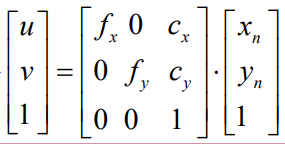 [u v 1]ᵀ = [f_x 0 c_x; 0 f_y c_y; 0 0 1] · [x_n y_n 1]ᵀ